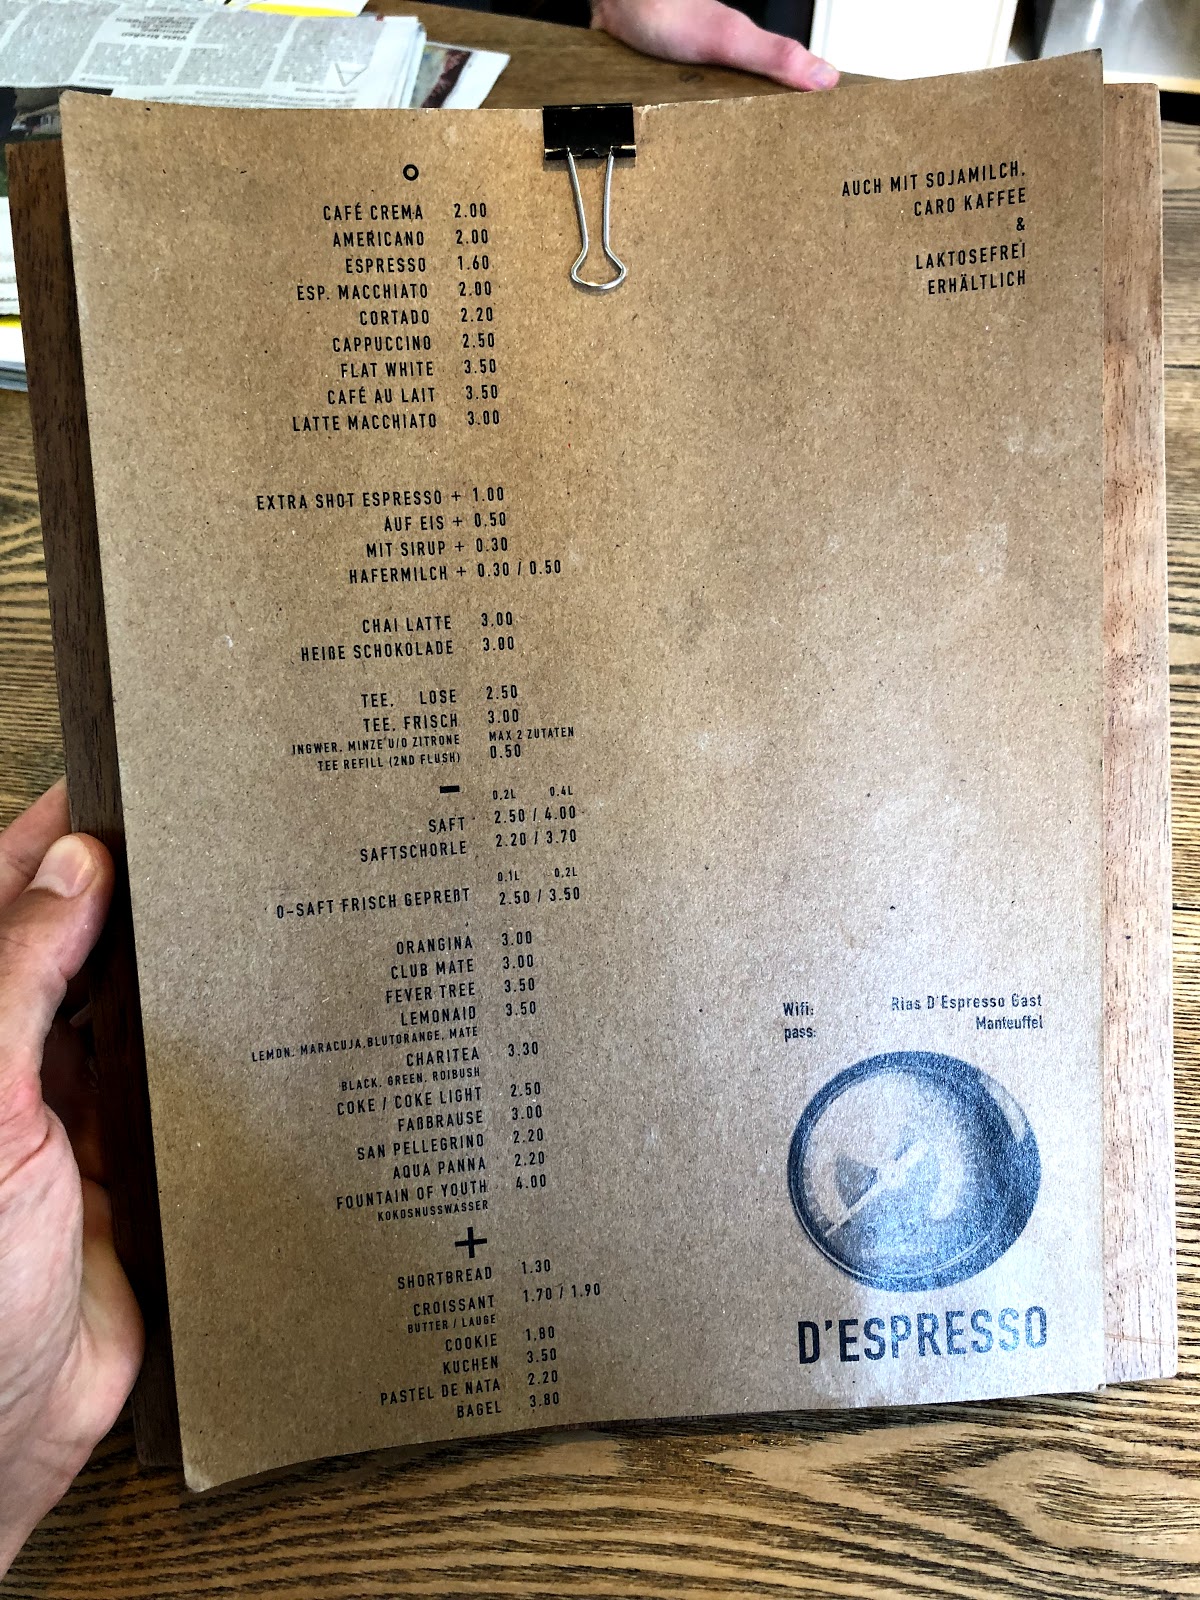 Viele Straßen
CAFÉ CREMA 2.00
AMERICANO 2.00
ESPRESSO 1.60
ESP. MACCHIATO 2.00
CORTADO 2.20
CAPPUCCINO 2.50
FLAT WHITE 3.50
CAFÉ AU LAIT 3.50
LATTE MACCHIATO 3.00
EXTRA SHOT ESPRESSO + 1.00
AUF EIS + 0.50
MIT SIRUP + 0.30
HAFERMILCH + 0.30 / 0.50
CHAI LATTE 3.00
HEIßE SCHOKOLADE 3.00
TEE, LOSE 2.50
TEE, FRISCH 3.00
INGWER, MINZE U/O ZITRONE MAX 2 ZUTATEN
TEE REFILL (2ND FLUSH) 0.50
0,2L 0,4L
SAFT 2.50 / 4.00
SAFTSCHORLE 2.20 / 3.70
0,1L 0,2L
O-SAFT FRISCH GEPREßT 2.50 / 3.50
ORANGINA 3.00
CLUB MATE 3.00
FEVER TREE 3.50
LEMONAID 3.50
LEMON, MARACUJA,BLUTORANGE, MATE
CHARITEA 3.30
BLACK, GREEN, ROIBUSH
COKE / COKE LIGHT 2.50
FAßBRAUSE 3.00
SAN PELLEGRINO 2.20
AQUA PANNA 2.20
FOUNTAIN OF YOUTH 4.00
KOKOSNUSSWASSER
+
SHORTBREAD 1.30
CROISSANT 1.70 / 1.90
BUTTER / LAUGE
COOKIE 1.80
KUCHEN 3.50
PASTEL DE NATA 2.20
BAGEL 3.80
AUCH MIT SOJAMILCH,
CARO KAFFEE
&
LAKTOSEFREI
ERHÄLTLICH
Wifi: Rias D'Espresso Gast
pass: Manteuffel
D'ESPRESSO